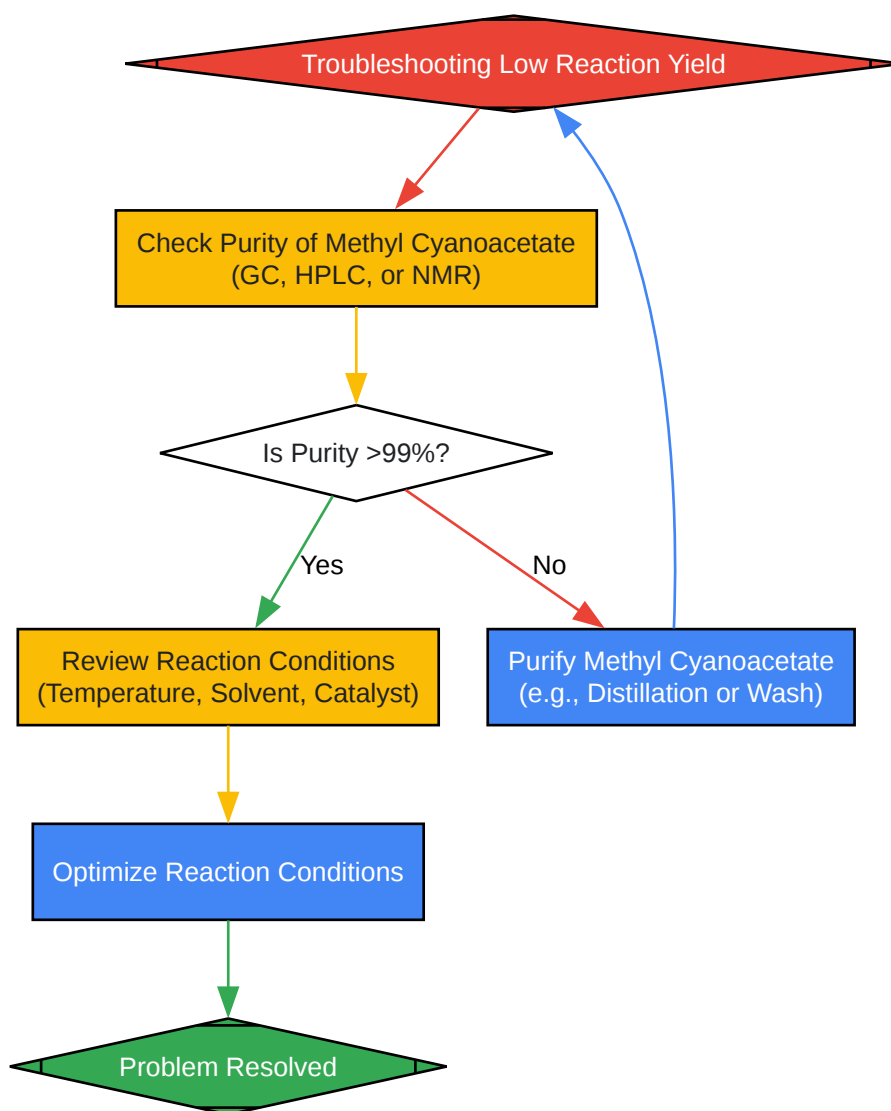 Troubleshooting Low Reaction Yield
Check Purity of Methyl Cyanoacetate
(GC, HPLC, or NMR)
Is Purity >99%?
Yes
No
Review Reaction Conditions
(Temperature, Solvent, Catalyst)
Purify Methyl Cyanoacetate
(e.g., Distillation or Wash)
Optimize Reaction Conditions
Problem Resolved